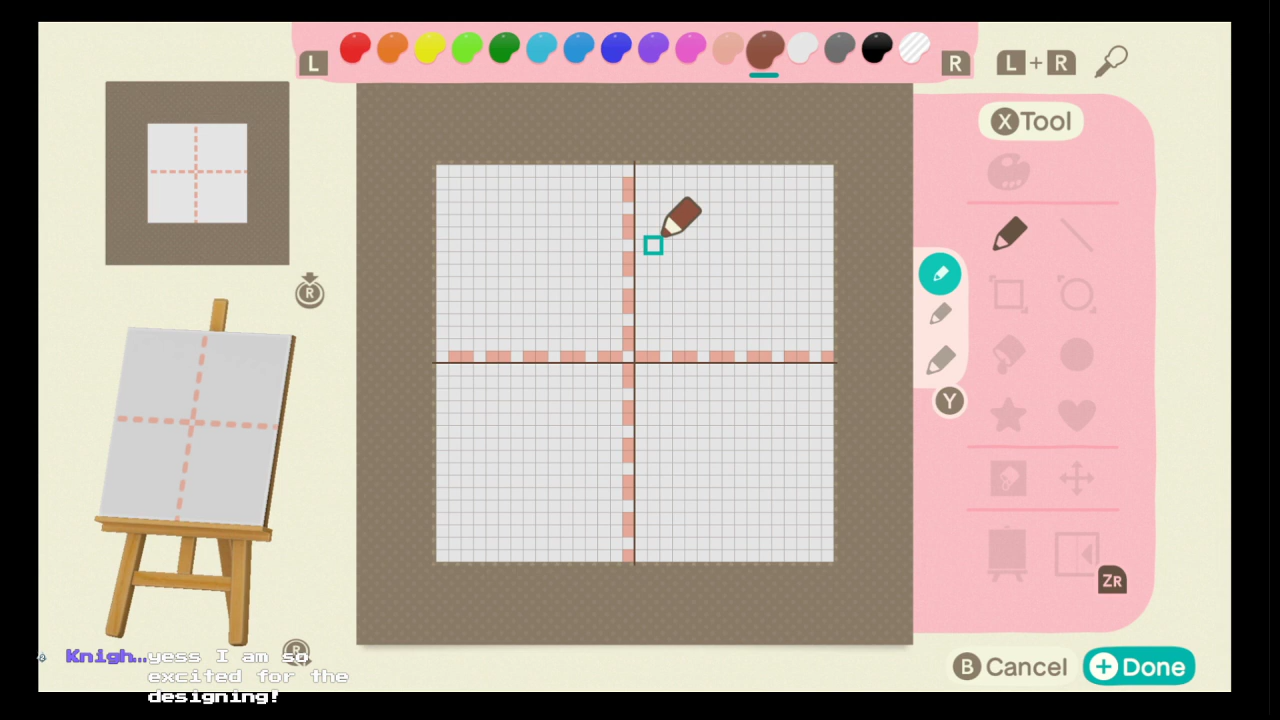 L
R
L + R
X Tool
R
Y
ZR
R
Knigh... yess I am so
excited for the
designing!
B Cancel
+ Done